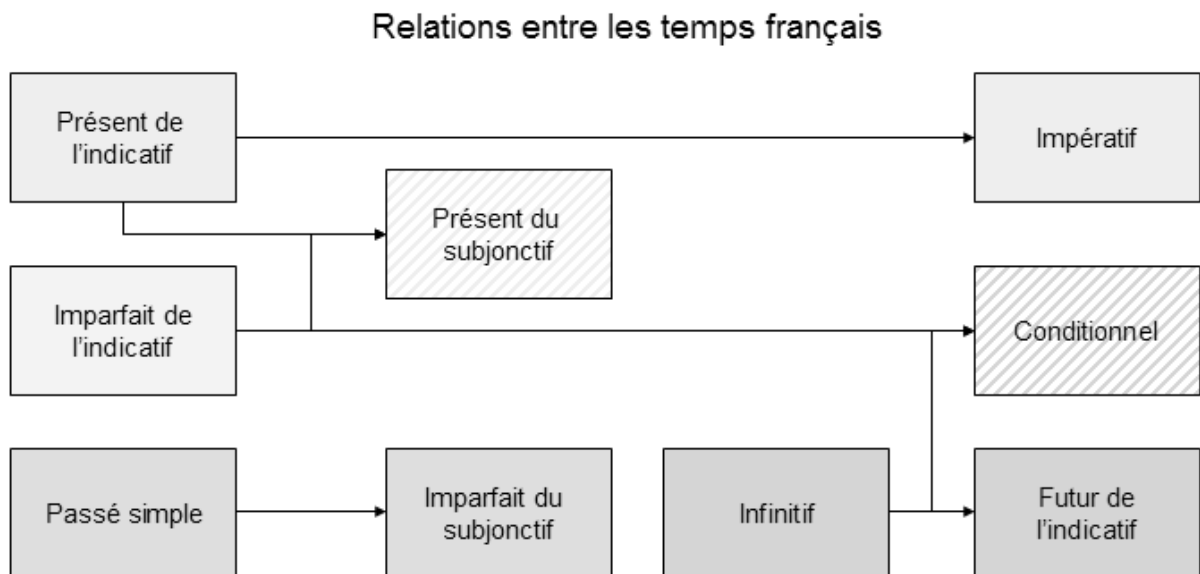 Relations entre les temps français
Présent de
l'indicatif
Impératif
Présent du
subjonctif
Imparfait de
l'indicatif
Conditionnel
Passé simple
Imparfait du
subjonctif
Infinitif
Futur de
l'indicatif